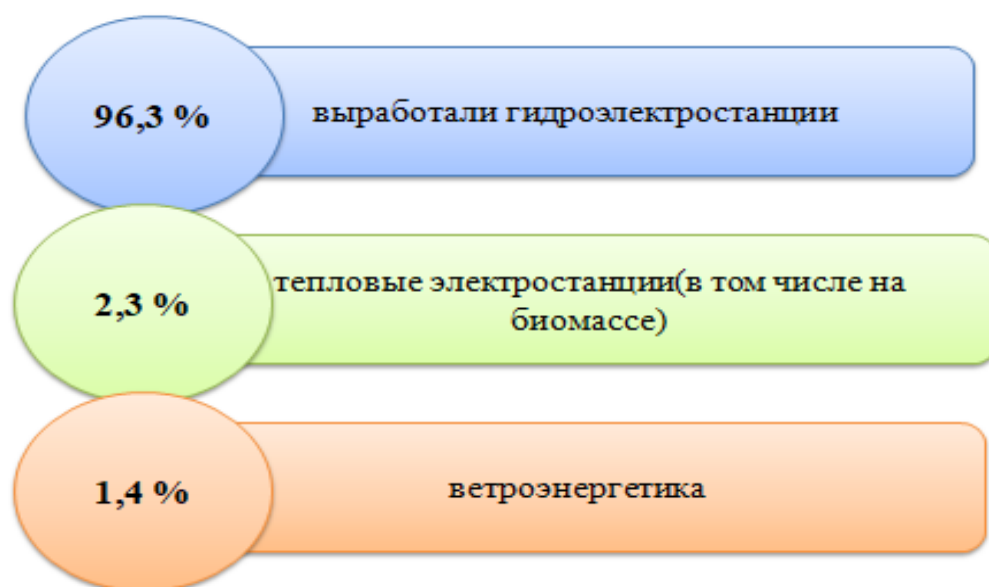 96,3 %
выработали гидроэлектростанции
2,3 %
тепловые электростанции(в том числе на
биомассе)
1,4 %
ветроэнергетика